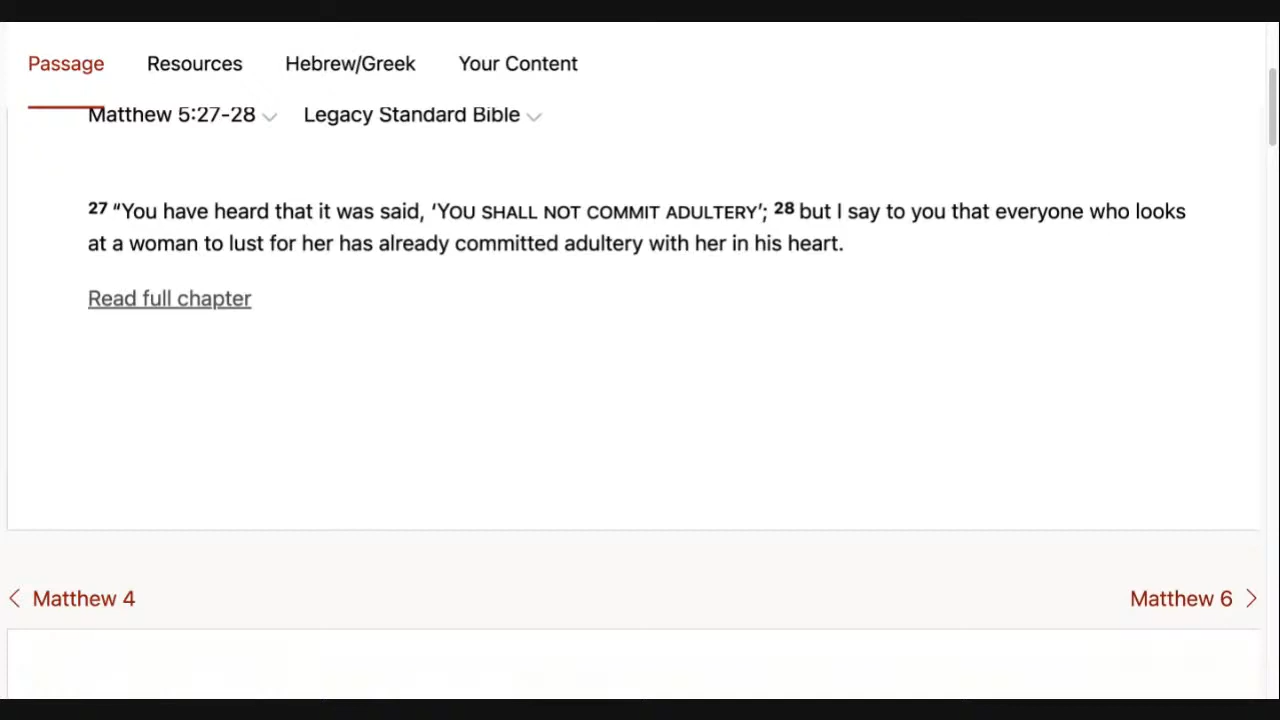 Passage Resources Hebrew/Greek Your Content
Matthew 5:27-28 Legacy Standard Bible
27 “You have heard that it was said, ‘YOU SHALL NOT COMMIT ADULTERY’; 28 but I say to you that everyone who looks
at a woman to lust for her has already committed adultery with her in his heart.
Read full chapter
Matthew 4 Matthew 6